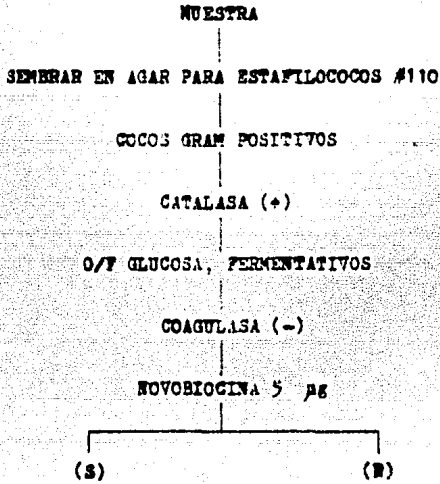 MUESTRA
SEMBRAR EN AGAR PARA ESTAFILOCOCOS #110
COCOS GRAM POSITIVOS
CATALASA (+)
O/F GLUCOSA, FERMENTATIVOS
COAGULASA (-)
NOVOBIOCINA 5 µg
(S) (R)